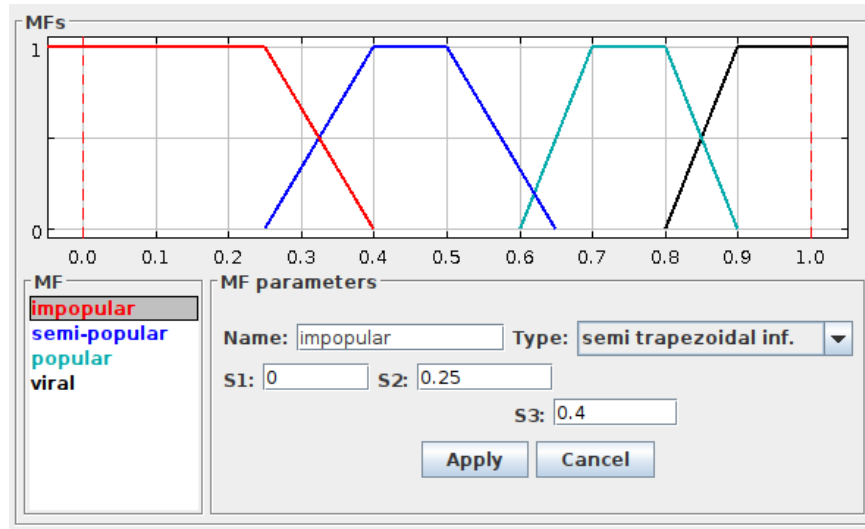 MFs
1
0
0.0 0.1 0.2 0.3 0.4 0.5 0.6 0.7 0.8 0.9 1.0
MF
impopular
semi-popular
popular
viral
MF parameters
Name: impopular Type: semi trapezoidal inf.
S1: 0 S2: 0.25
S3: 0.4
Apply Cancel